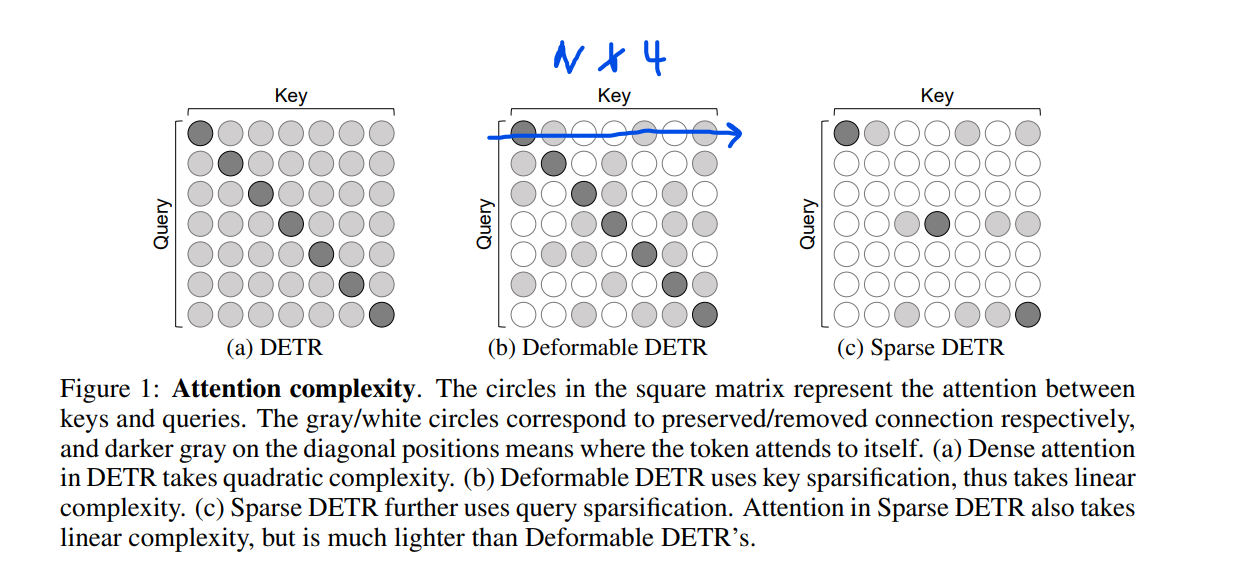 N * 4
Key Key Key
Query Query Query
(a) DETR (b) Deformable DETR (c) Sparse DETR
Figure 1: Attention complexity. The circles in the square matrix represent the attention between
keys and queries. The gray/white circles correspond to preserved/removed connection respectively,
and darker gray on the diagonal positions means where the token attends to itself. (a) Dense attention
in DETR takes quadratic complexity. (b) Deformable DETR uses key sparsification, thus takes linear
complexity. (c) Sparse DETR further uses query sparsification. Attention in Sparse DETR also takes
linear complexity, but is much lighter than Deformable DETR's.